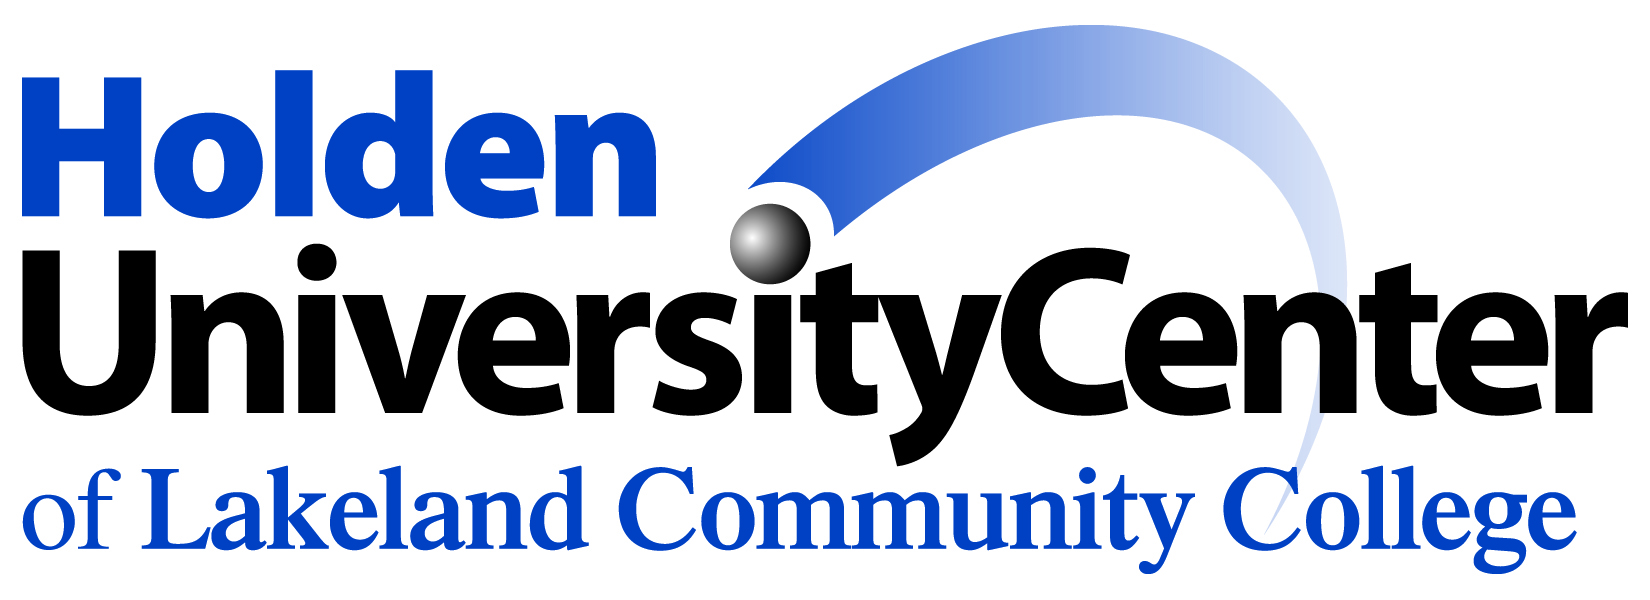 Holden
UniversityCenter
of Lakeland Community College